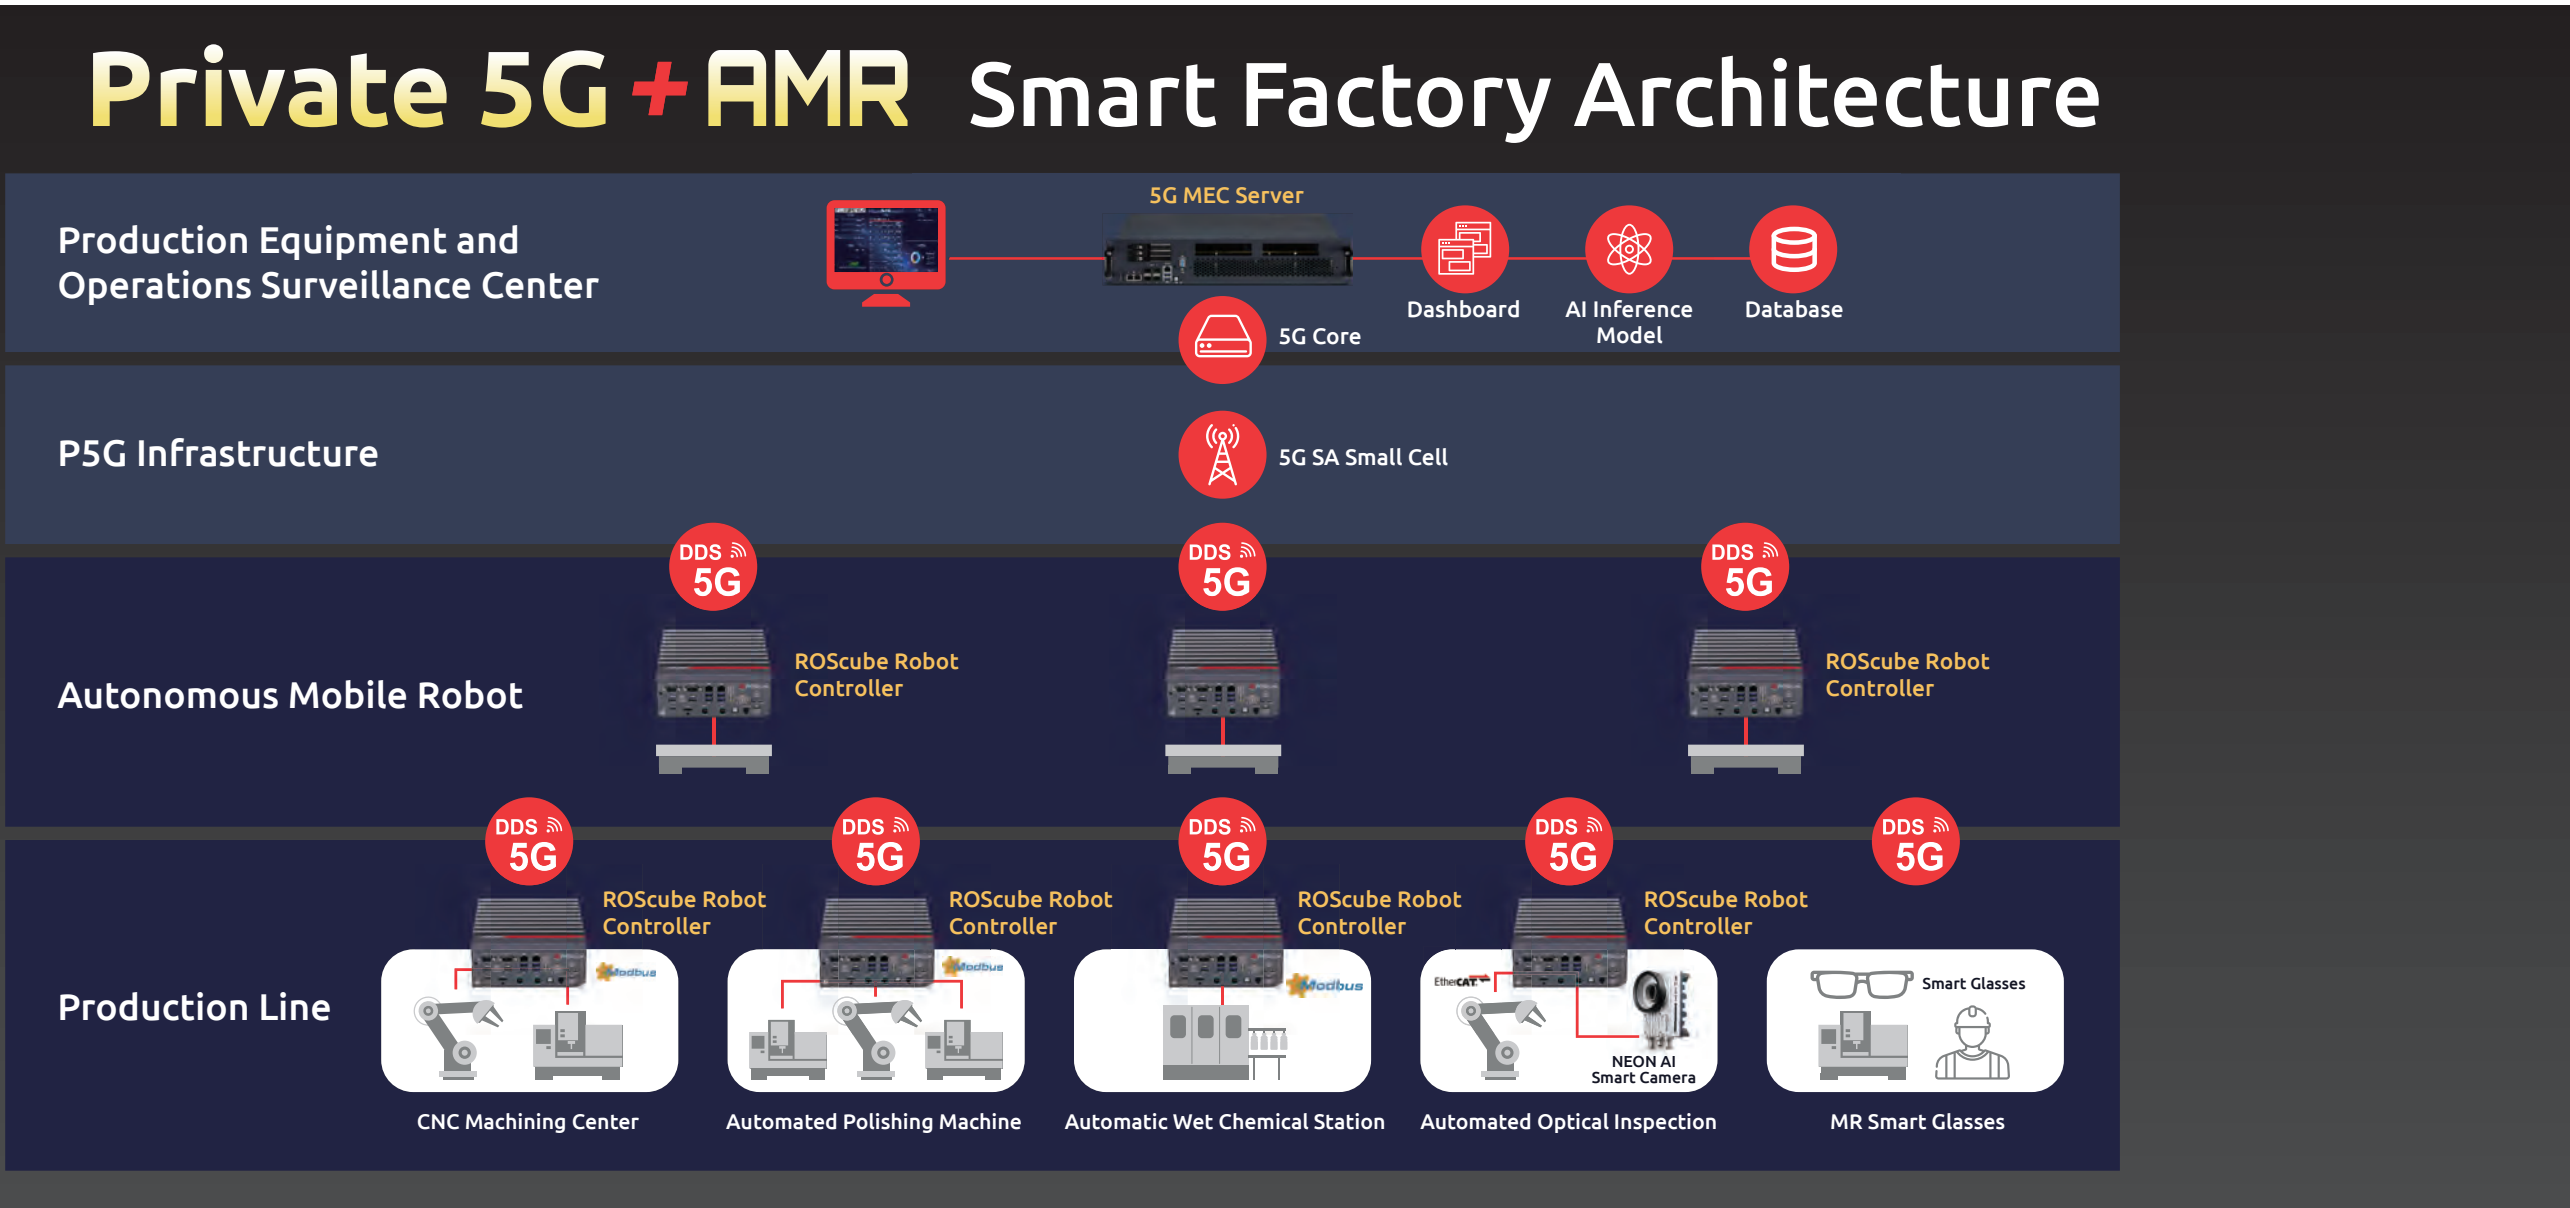 Private 5G + AMR Smart Factory Architecture
Production Equipment and
Operations Surveillance Center
5G MEC Server
Dashboard
AI Inference
Model
Database
5G Core
P5G Infrastructure
5G SA Small Cell
DDS
5G
DDS
5G
DDS
5G
Autonomous Mobile Robot
ROScube Robot
Controller
ROScube Robot
Controller
DDS
5G
DDS
5G
DDS
5G
DDS
5G
DDS
5G
Production Line
ROScube Robot
Controller
Modbus
CNC Machining Center
ROScube Robot
Controller
Modbus
Automated Polishing Machine
ROScube Robot
Controller
Modbus
Automatic Wet Chemical Station
ROScube Robot
Controller
EtherCAT
NEON AI
Smart Camera
Automated Optical Inspection
Smart Glasses
MR Smart Glasses